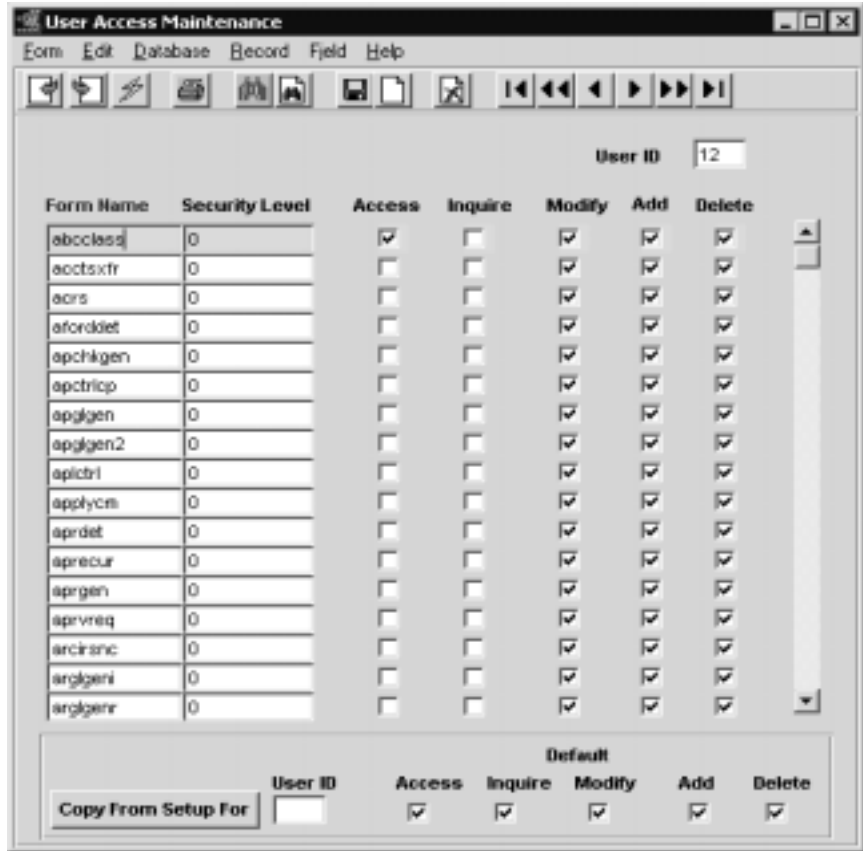 User Access Maintenance
Form Edit Database Record Field Help
User ID 12
Form Name Security Level Access Inquire Modify Add Delete
abcclass 0
acctsxfr 0
acrs 0
aforddet 0
apchkgen 0
apctrlcp 0
apglgen 0
apglgen2 0
aplctrl 0
applycm 0
aprdet 0
aprecur 0
aprgen 0
aprvreq 0
arcirsnc 0
arglgeni 0
arglgenr 0
Default
User ID Access Inquire Modify Add Delete
Copy From Setup For